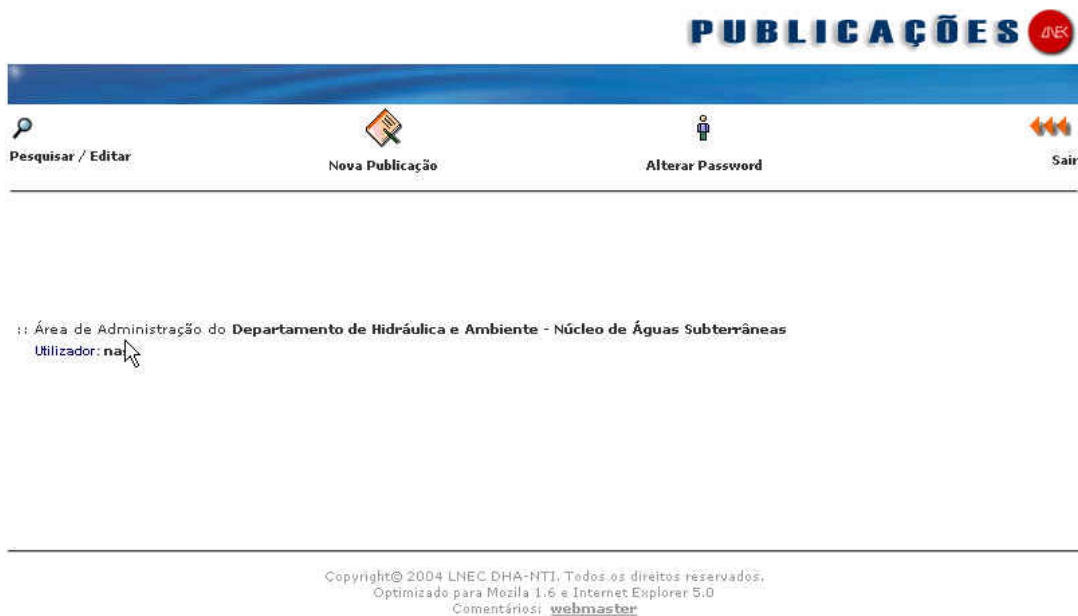 PUBLICAÇÕES LNEC
Pesquisar / Editar
Nova Publicação
Alterar Password
Sair
:: Área de Administração do Departamento de Hidráulica e Ambiente - Núcleo de Águas Subterrâneas
Utilizador: nas
Copyright© 2004 LNEC DHA-NTI. Todos os direitos reservados.
Optimizado para Mozila 1.6 e Internet Explorer 5.0
Comentários: webmaster